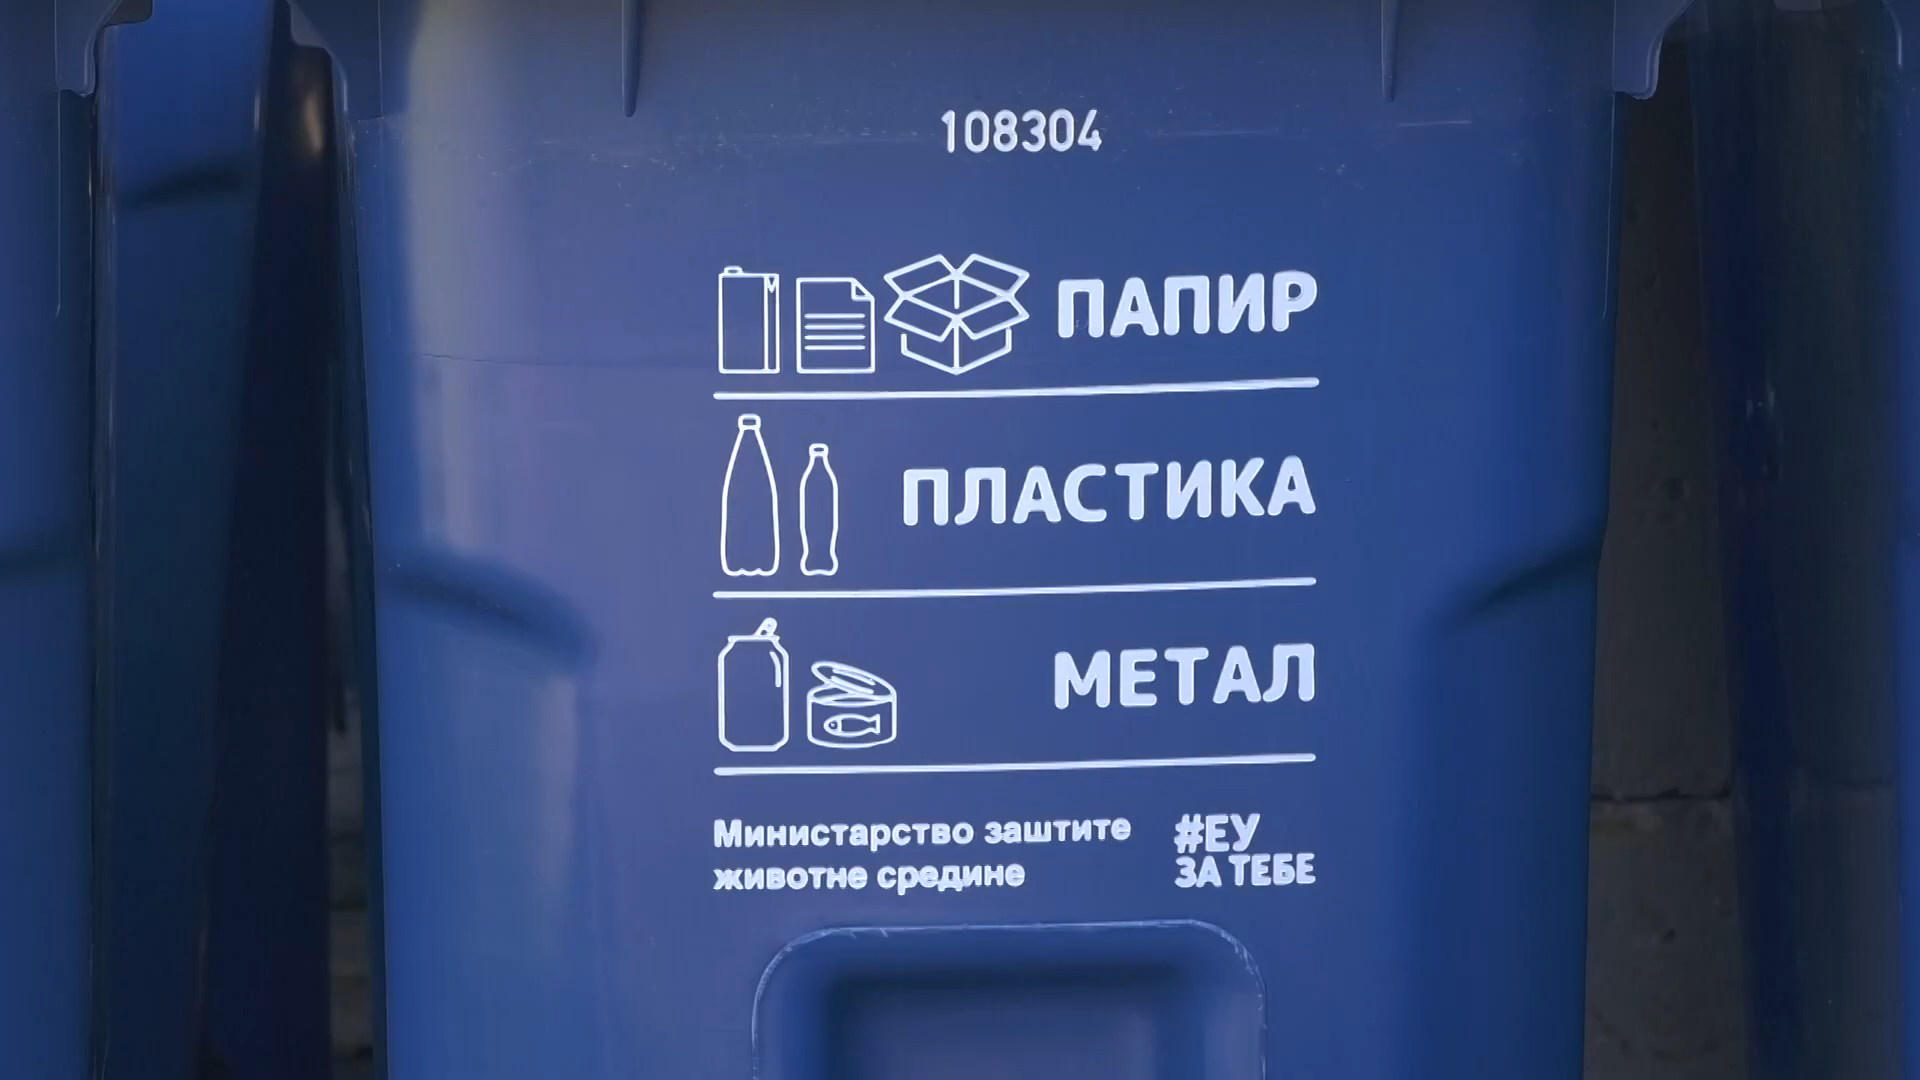 108304
ПАПИР
ПЛАСТИКА
МЕТАЛ
Министарство заштите
животне средине
#ЕУ
ЗА ТЕБЕ